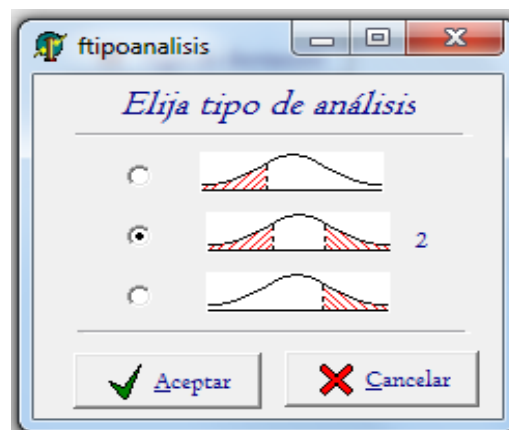 ftipoanalisis
Elija tipo de análisis
2
Aceptar
Cancelar